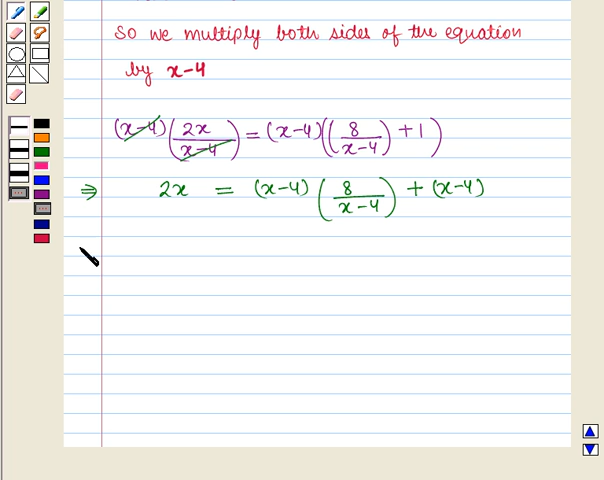 So we multiply both sides of the equation
by x-4
(x-4)(2x/(x-4)) = (x-4)((8/(x-4)) + 1)
⇒ 2x = (x-4)(8/(x-4)) + (x-4)